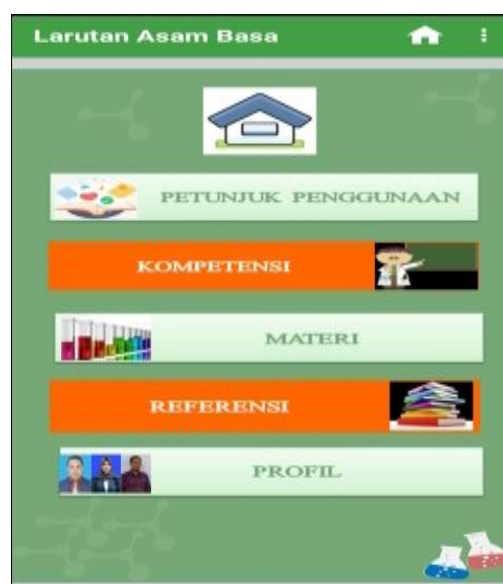 Larutan Asam Basa
PETUNJUK PENGGUNAAN
KOMPETENSI
MATERI
REFERENSI
PROFIL